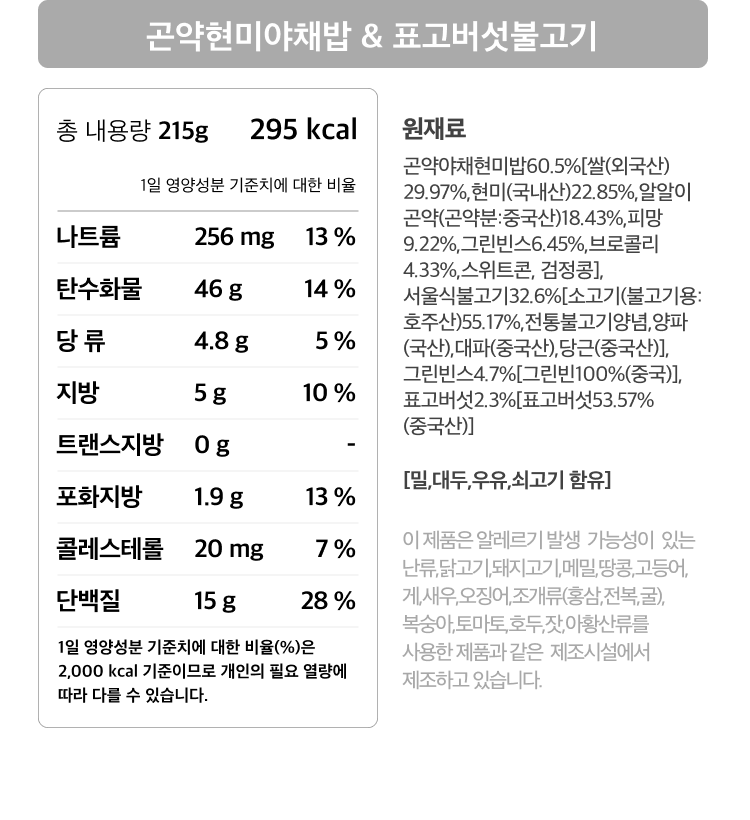 곤약현미야채밥 & 표고버섯불고기
총 내용량 215g 295 kcal
1일 영양성분 기준치에 대한 비율
나트륨 256 mg 13 %
탄수화물 46 g 14 %
당 류 4.8 g 5 %
지방 5 g 10 %
트랜스지방 0 g -
포화지방 1.9 g 13 %
콜레스테롤 20 mg 7 %
단백질 15 g 28 %
1일 영양성분 기준치에 대한 비율(%)은
2,000 kcal 기준이므로 개인의 필요 열량에
따라 다를 수 있습니다.
원재료
곤약야채현미밥60.5%[쌀(외국산)
29.97%,현미(국내산)22.85%,알알이
곤약(곤약분:중국산)18.43%,피망
9.22%,그린빈스6.45%,브로콜리
4.33%,스위트콘, 검정콩],
서울식불고기32.6%[소고기(불고기용:
호주산)55.17%,전통불고기양념,양파
(국산),대파(중국산),당근(중국산)],
그린빈스4.7%[그린빈100%(중국)],
표고버섯2.3%[표고버섯53.57%
(중국산)]
[밀,대두,우유,쇠고기 함유]
이 제품은 알레르기 발생 가능성이 있는
난류,닭고기,돼지고기,메밀,땅콩,고등어,
게,새우,오징어,조개류(홍삼,전복,굴),
복숭아,토마토,호두,잣,아황산류를
사용한 제품과 같은 제조시설에서
제조하고 있습니다.